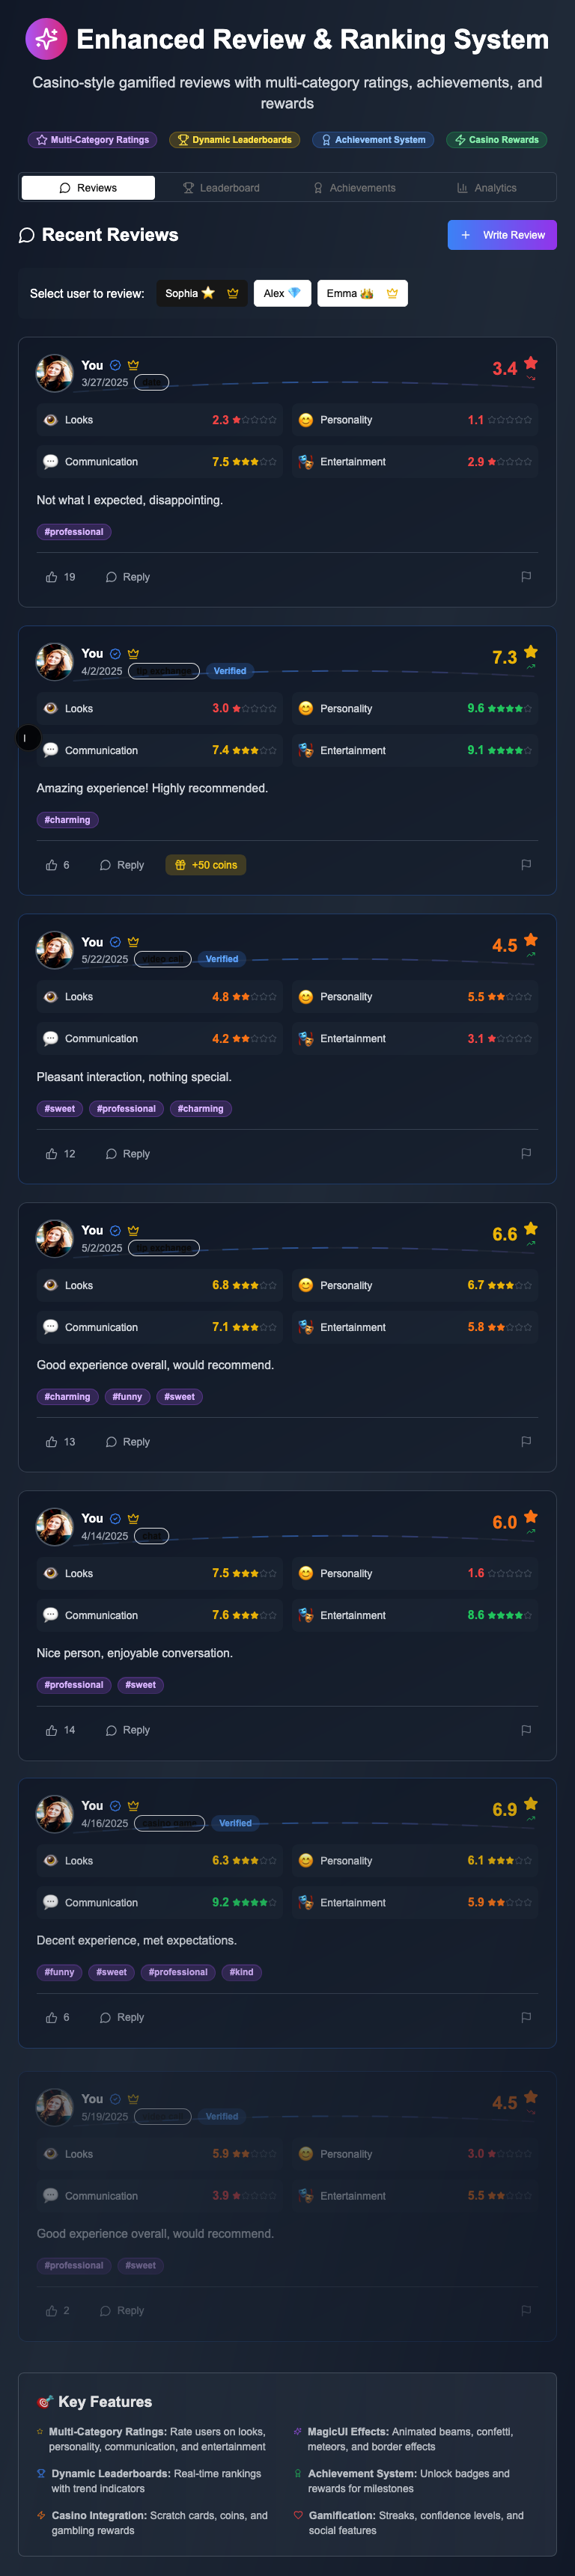 Enhanced Review & Ranking System
Casino-style gamified reviews with multi-category ratings, achievements, and
rewards
Multi-Category Ratings
Dynamic Leaderboards
Achievement System
Casino Rewards
Reviews
Leaderboard
Achievements
Analytics
Recent Reviews
+ Write Review
Select user to review:
Sophia ⭐
Alex 💎
Emma 👑
You
3.4
3/27/2025
Looks 2.3
Personality 1.1
Communication 7.5
Entertainment 2.9
Not what I expected, disappointing.
#professional
19
Reply
You
7.3
4/2/2025
Verified
Looks 3.0
Personality 9.6
Communication 7.4
Entertainment 9.1
Amazing experience! Highly recommended.
#charming
6
Reply
+50 coins
You
4.5
5/22/2025
video call
Verified
Looks 4.8
Personality 5.5
Communication 4.2
Entertainment 3.1
Pleasant interaction, nothing special.
#sweet
#professional
#charming
12
Reply
You
6.6
5/2/2025
Looks 6.8
Personality 6.7
Communication 7.1
Entertainment 5.8
Good experience overall, would recommend.
#charming
#funny
#sweet
13
Reply
You
6.0
4/14/2025
Looks 7.5
Personality 1.6
Communication 7.6
Entertainment 8.6
Nice person, enjoyable conversation.
#professional
#sweet
14
Reply
You
6.9
4/16/2025
Verified
Looks 6.3
Personality 6.1
Communication 9.2
Entertainment 5.9
Decent experience, met expectations.
#funny
#sweet
#professional
#kind
6
Reply
You
4.5
5/19/2025
Verified
Looks 5.9
Personality 3.0
Communication 3.9
Entertainment 5.5
Good experience overall, would recommend.
#professional
#sweet
2
Reply
🎯 Key Features
Multi-Category Ratings: Rate users on looks,
personality, communication, and entertainment
MagicUI Effects: Animated beams, confetti,
meteors, and border effects
Dynamic Leaderboards: Real-time rankings
with trend indicators
Achievement System: Unlock badges and
rewards for milestones
Casino Integration: Scratch cards, coins, and
gambling rewards
Gamification: Streaks, confidence levels, and
social features